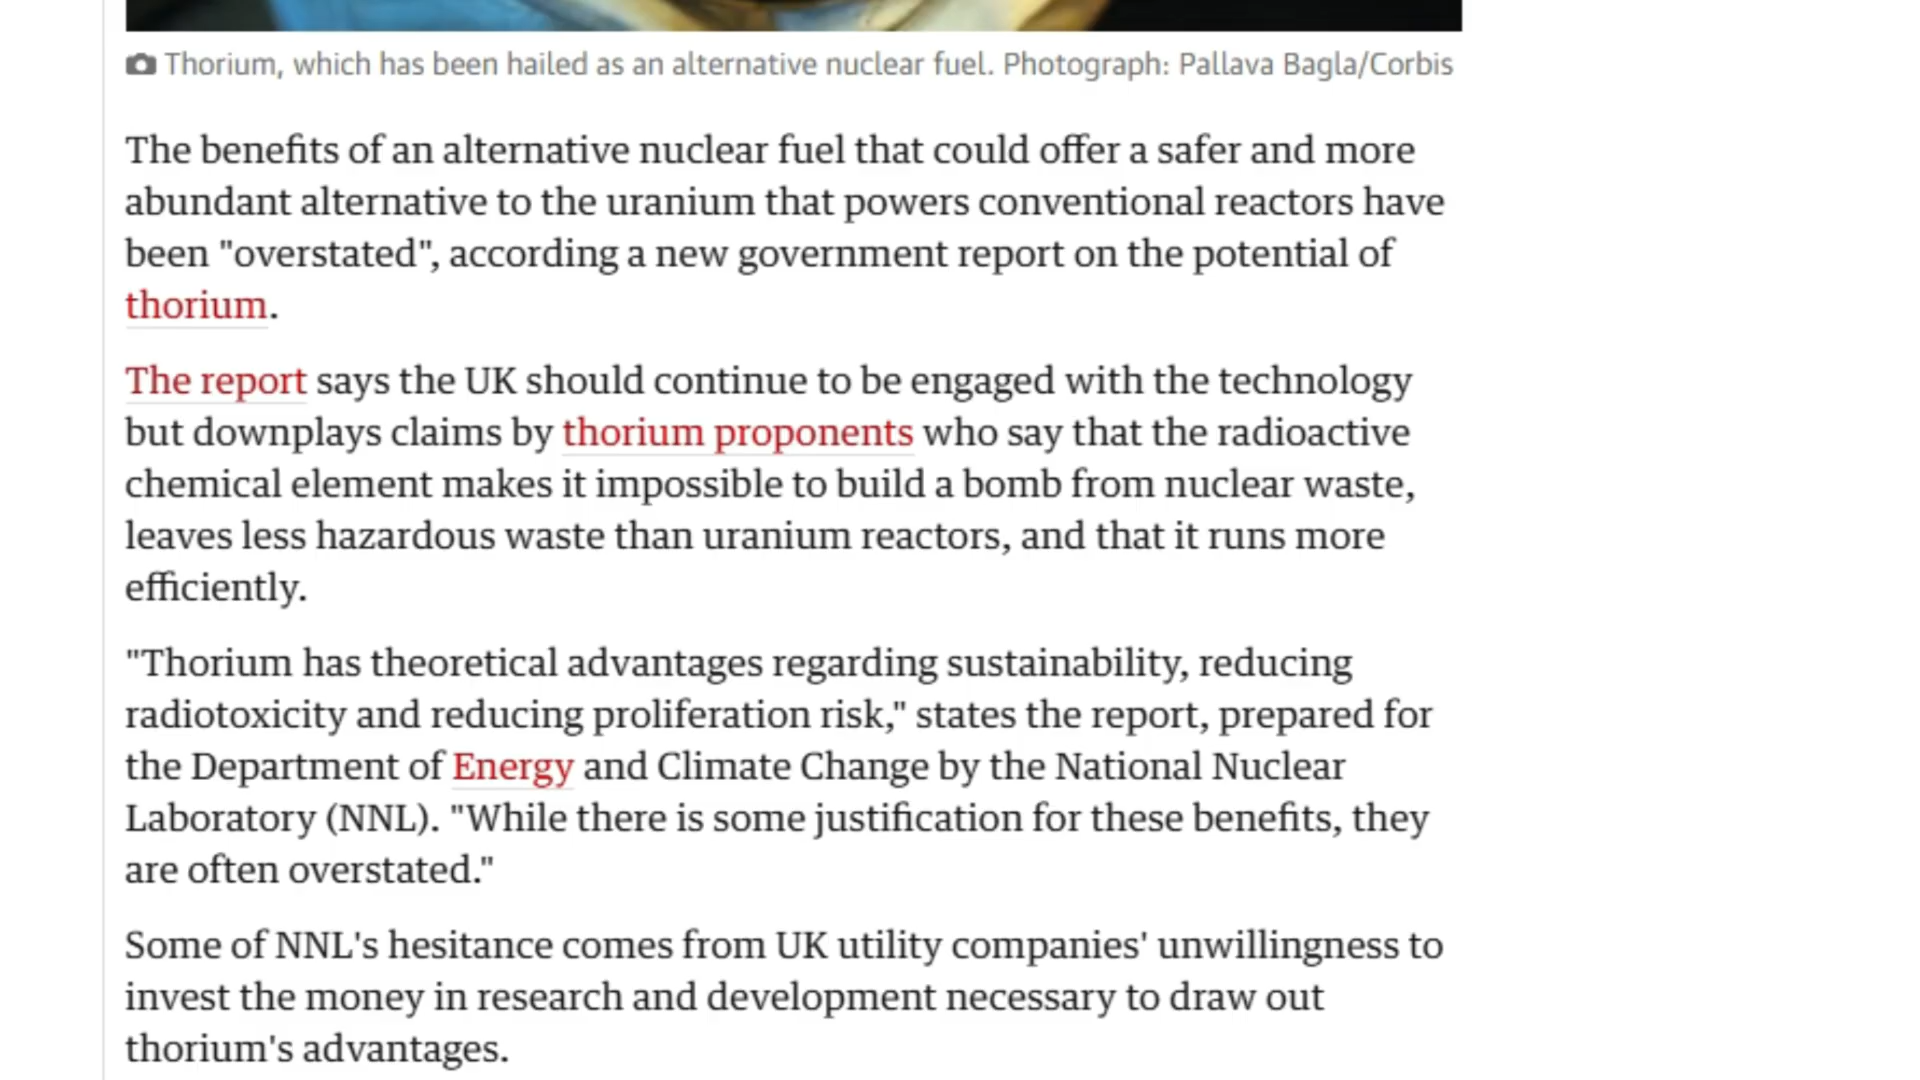 Thorium, which has been hailed as an alternative nuclear fuel. Photograph: Pallava Bagla/Corbis
The benefits of an alternative nuclear fuel that could offer a safer and more
abundant alternative to the uranium that powers conventional reactors have
been "overstated", according a new government report on the potential of
thorium.
The report says the UK should continue to be engaged with the technology
but downplays claims by thorium proponents who say that the radioactive
chemical element makes it impossible to build a bomb from nuclear waste,
leaves less hazardous waste than uranium reactors, and that it runs more
efficiently.
"Thorium has theoretical advantages regarding sustainability, reducing
radiotoxicity and reducing proliferation risk," states the report, prepared for
the Department of Energy and Climate Change by the National Nuclear
Laboratory (NNL). "While there is some justification for these benefits, they
are often overstated."
Some of NNL's hesitance comes from UK utility companies' unwillingness to
invest the money in research and development necessary to draw out
thorium's advantages.